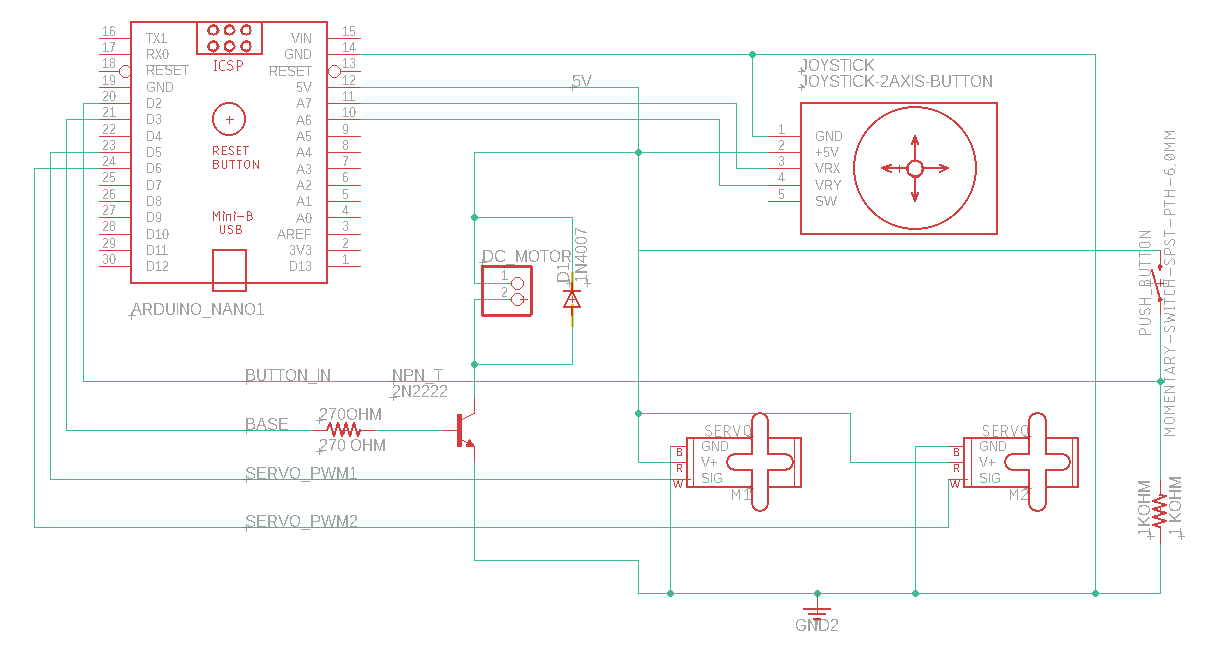 16 TX1 VIN 15
17 RX0 GND 14
18 RESET RESET 13
19 GND 5V 12
20 D2 A7 11
21 D3 A6 10
22 D4 A5 9
23 D5 A4 8
24 D6 A3 7
25 D7 A2 6
26 D8 A1 5
27 D9 A0 4
28 D10 AREF 3
29 D11 3V3 2
30 D12 D13 1
ICSP
RESET
BUTTON
Mini-B
USB
ARDUINO_NANO1
5V
JOYSTICK
JOYSTICK-2AXIS-BUTTON
1 GND
2 +5V
3 VRX
4 VRY
5 SW
DC_MOTOR
1
2
D1
1N4007
PUSH_BUTTON
MOMENTARY-SWITCH-SPST-PTH-6.0MM
BUTTON_IN
NPN_T
2N2222
BASE
270OHM
270 OHM
SERVO_PWM1
SERVO_PWM2
SERVO
B GND
R V+
W SIG
M1
SERVO
B GND
R V+
W SIG
M2
1KOHM
1 KOHM
GND2